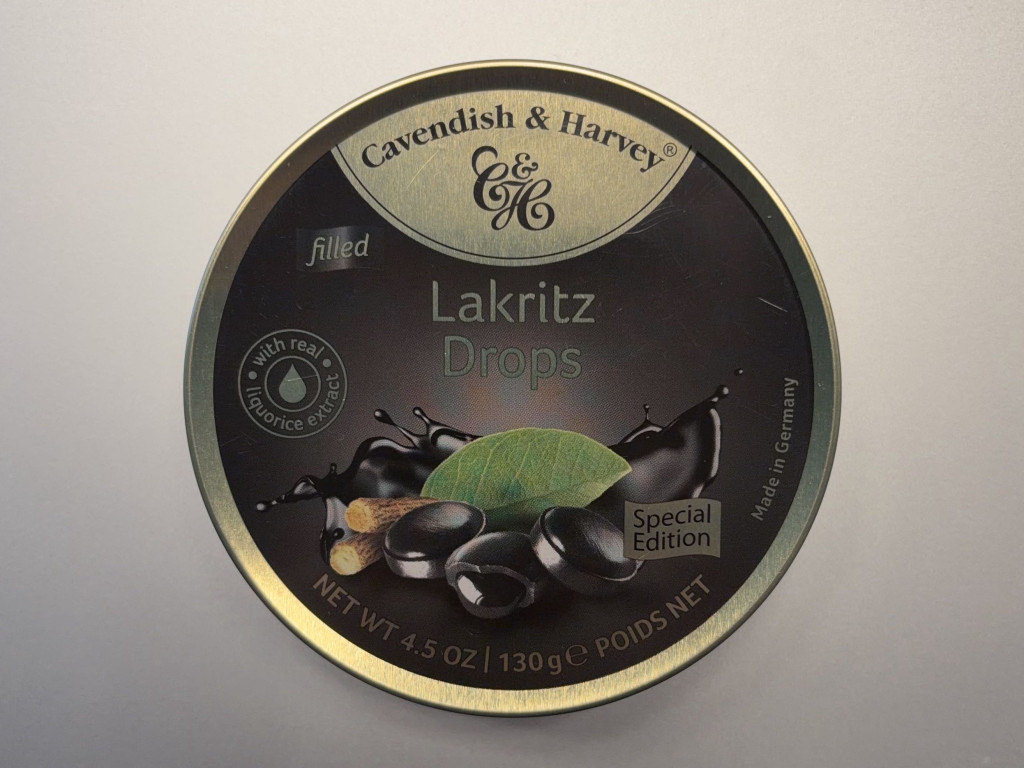 Cavendish & Harvey®
C&H
filled
Lakritz
Drops
with real
liquorice extract
Made in Germany
Special
Edition
NET WT 4.5 OZ | 130 g ℮ POIDS NET